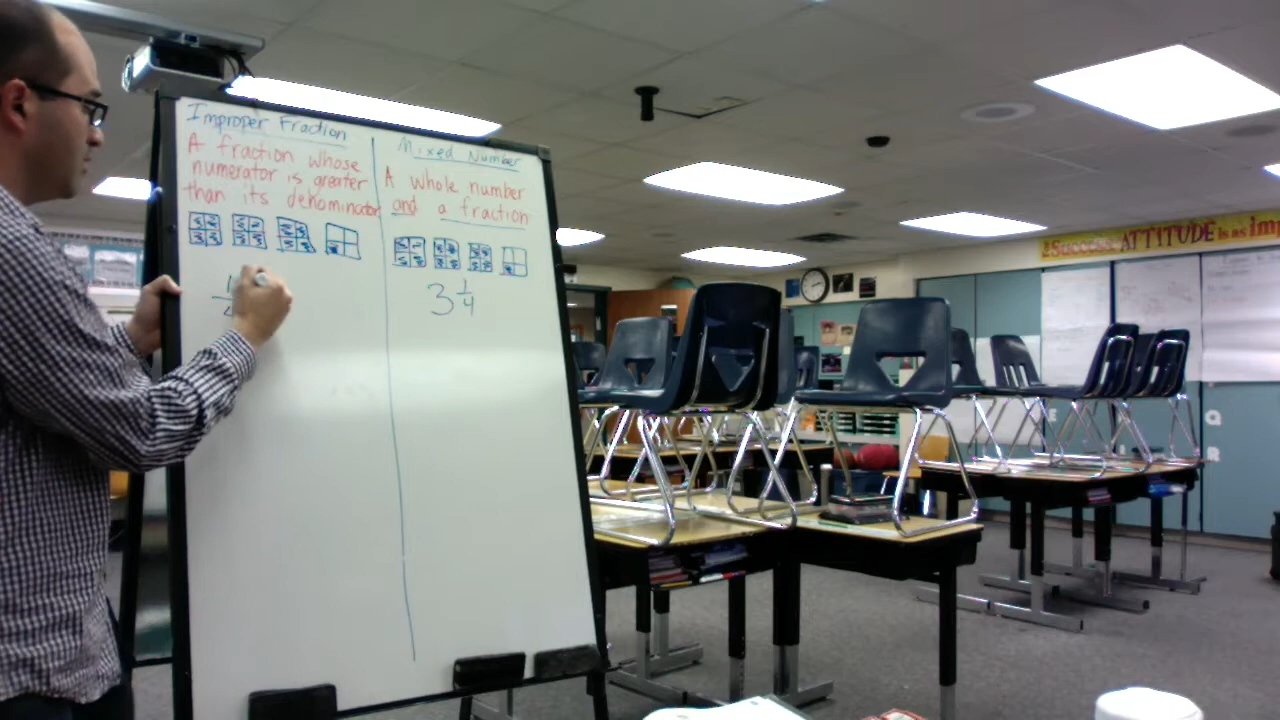 Improper Fraction
A fraction whose
numerator is greater
than its denominator
Mixed Number
A whole number
and a fraction
3 1/4
Success ATTITUDE is as im